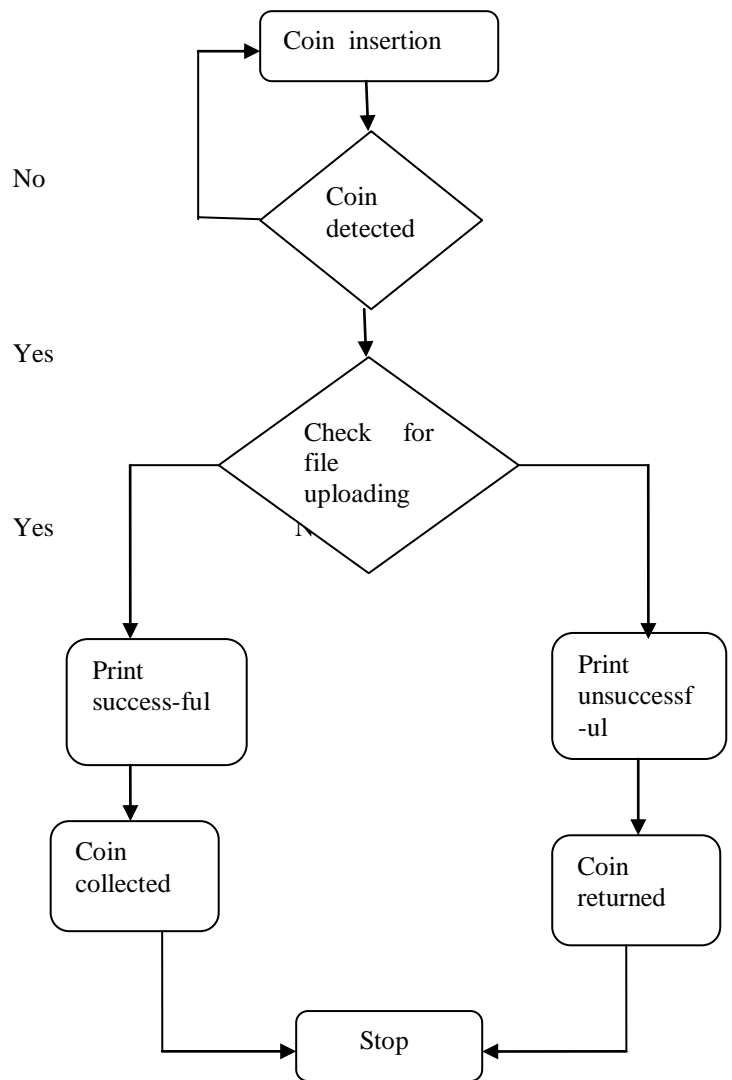 Coin insertion
No
Coin
detected
Yes
Check for
file
uploading
Yes
Print
success-ful
Print
unsuccessf
-ul
Coin
collected
Coin
returned
Stop